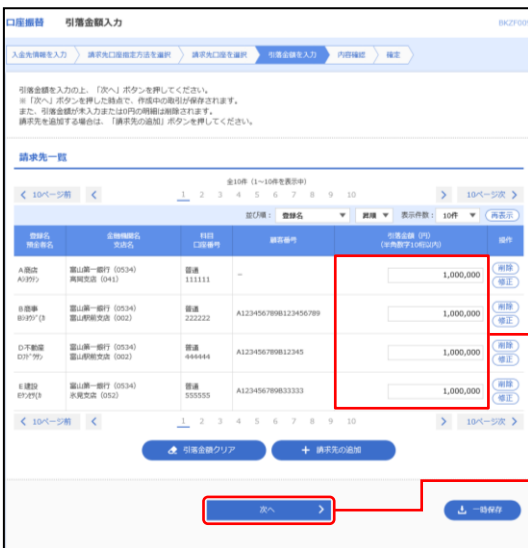 口座振替 引落金額入力 BKZF005
入金先情報を入力 請求先口座指定方法を選択 請求先口座を選択 引落金額を入力 内容確認 確定
引落金額を入力の上、「次へ」ボタンを押してください。
※「次へ」ボタンを押した時点で、作成中の取引が保存されます。
また、引落金額が未入力または0円の明細は削除されます。
請求先を追加する場合は、「請求先の追加」ボタンを押してください。
請求先一覧
全10件（1～10件を表示中）
10ページ前 1 2 3 4 5 6 7 8 9 10 10ページ次
並び順： 登録名 昇順 表示件数： 10件 再表示
登録名 金融機関名 科目 顧客番号 引落金額（円） 操作
預金者名 支店名 口座番号 （半角数字10桁以内）
A商店 富山第一銀行（0534） 普通 － 1,000,000 削除
高岡支店（041） 111111 修正
B商事 富山第一銀行（0534） 普通 A123456789B123456789 1,000,000 削除
富山駅前支店（002） 222222 修正
D不動産 富山第一銀行（0534） 普通 A123456789B12345 1,000,000 削除
富山駅前支店（002） 444444 修正
E建設 富山第一銀行（0534） 普通 A123456789B33333 1,000,000 削除
氷見支店（052） 555555 修正
10ページ前 1 2 3 4 5 6 7 8 9 10 10ページ次
引落金額クリア ＋ 請求先の追加
次へ 一時保存